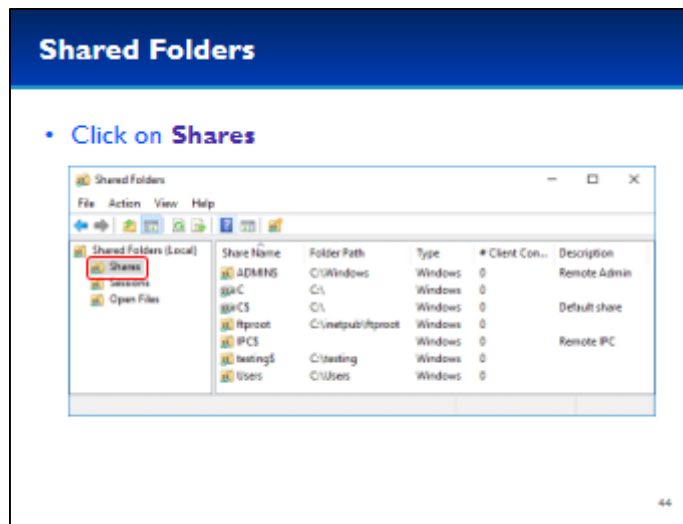 Shared Folders
• Click on Shares
Shared Folders
File Action View Help
Shared Folders (Local)
Shares
Sessions
Open Files
Share Name Folder Path Type # Client Con... Description
ADMIN$ C:\Windows Windows 0 Remote Admin
C C:\ Windows 0
C$ C:\ Windows 0 Default share
ftproot C:\inetpub\ftproot Windows 0
IPC$ Windows 0 Remote IPC
testing$ C:\testing Windows 0
Users C:\Users Windows 0
44